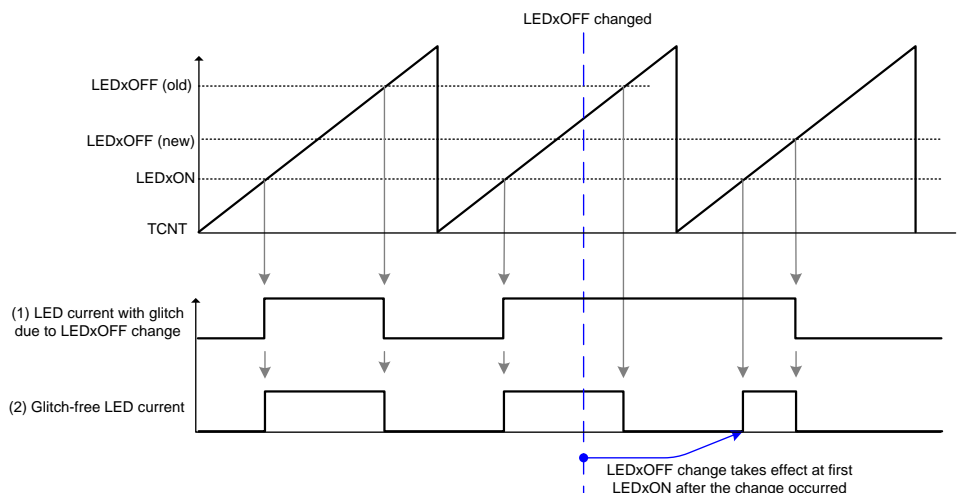 LEDxOFF changed
LEDxOFF (old)
LEDxOFF (new)
LEDxON
TCNT
(1) LED current with glitch
due to LEDxOFF change
(2) Glitch-free LED current
LEDxOFF change takes effect at first
LEDxON after the change occurred